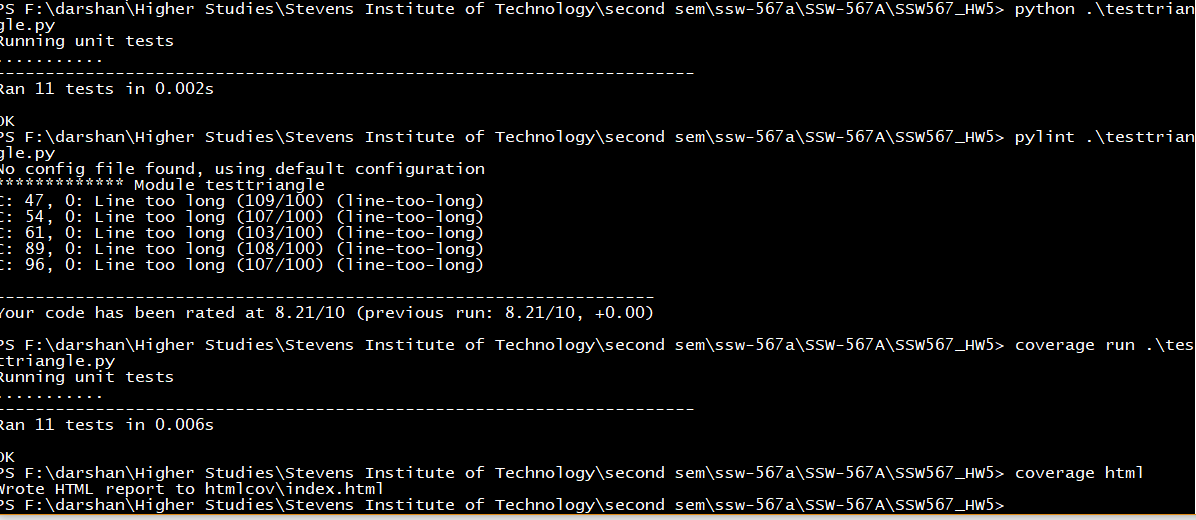 PS F:\darshan\Higher Studies\Stevens Institute of Technology\second sem\ssw-567a\SSW-567A\SSW567_HW5> python .\testtrian
gle.py
Running unit tests
...........
----------------------------------------------------------------------
Ran 11 tests in 0.002s
OK
PS F:\darshan\Higher Studies\Stevens Institute of Technology\second sem\ssw-567a\SSW-567A\SSW567_HW5> pylint .\testtrian
gle.py
No config file found, using default configuration
************* Module testtriangle
C: 47, 0: Line too long (109/100) (line-too-long)
C: 54, 0: Line too long (107/100) (line-too-long)
C: 61, 0: Line too long (103/100) (line-too-long)
C: 89, 0: Line too long (108/100) (line-too-long)
C: 96, 0: Line too long (107/100) (line-too-long)
------------------------------------------------------------------
Your code has been rated at 8.21/10 (previous run: 8.21/10, +0.00)
PS F:\darshan\Higher Studies\Stevens Institute of Technology\second sem\ssw-567a\SSW-567A\SSW567_HW5> coverage run .\tes
ttriangle.py
Running unit tests
...........
----------------------------------------------------------------------
Ran 11 tests in 0.006s
OK
PS F:\darshan\Higher Studies\Stevens Institute of Technology\second sem\ssw-567a\SSW-567A\SSW567_HW5> coverage html
Wrote HTML report to htmlcov\index.html
PS F:\darshan\Higher Studies\Stevens Institute of Technology\second sem\ssw-567a\SSW-567A\SSW567_HW5>